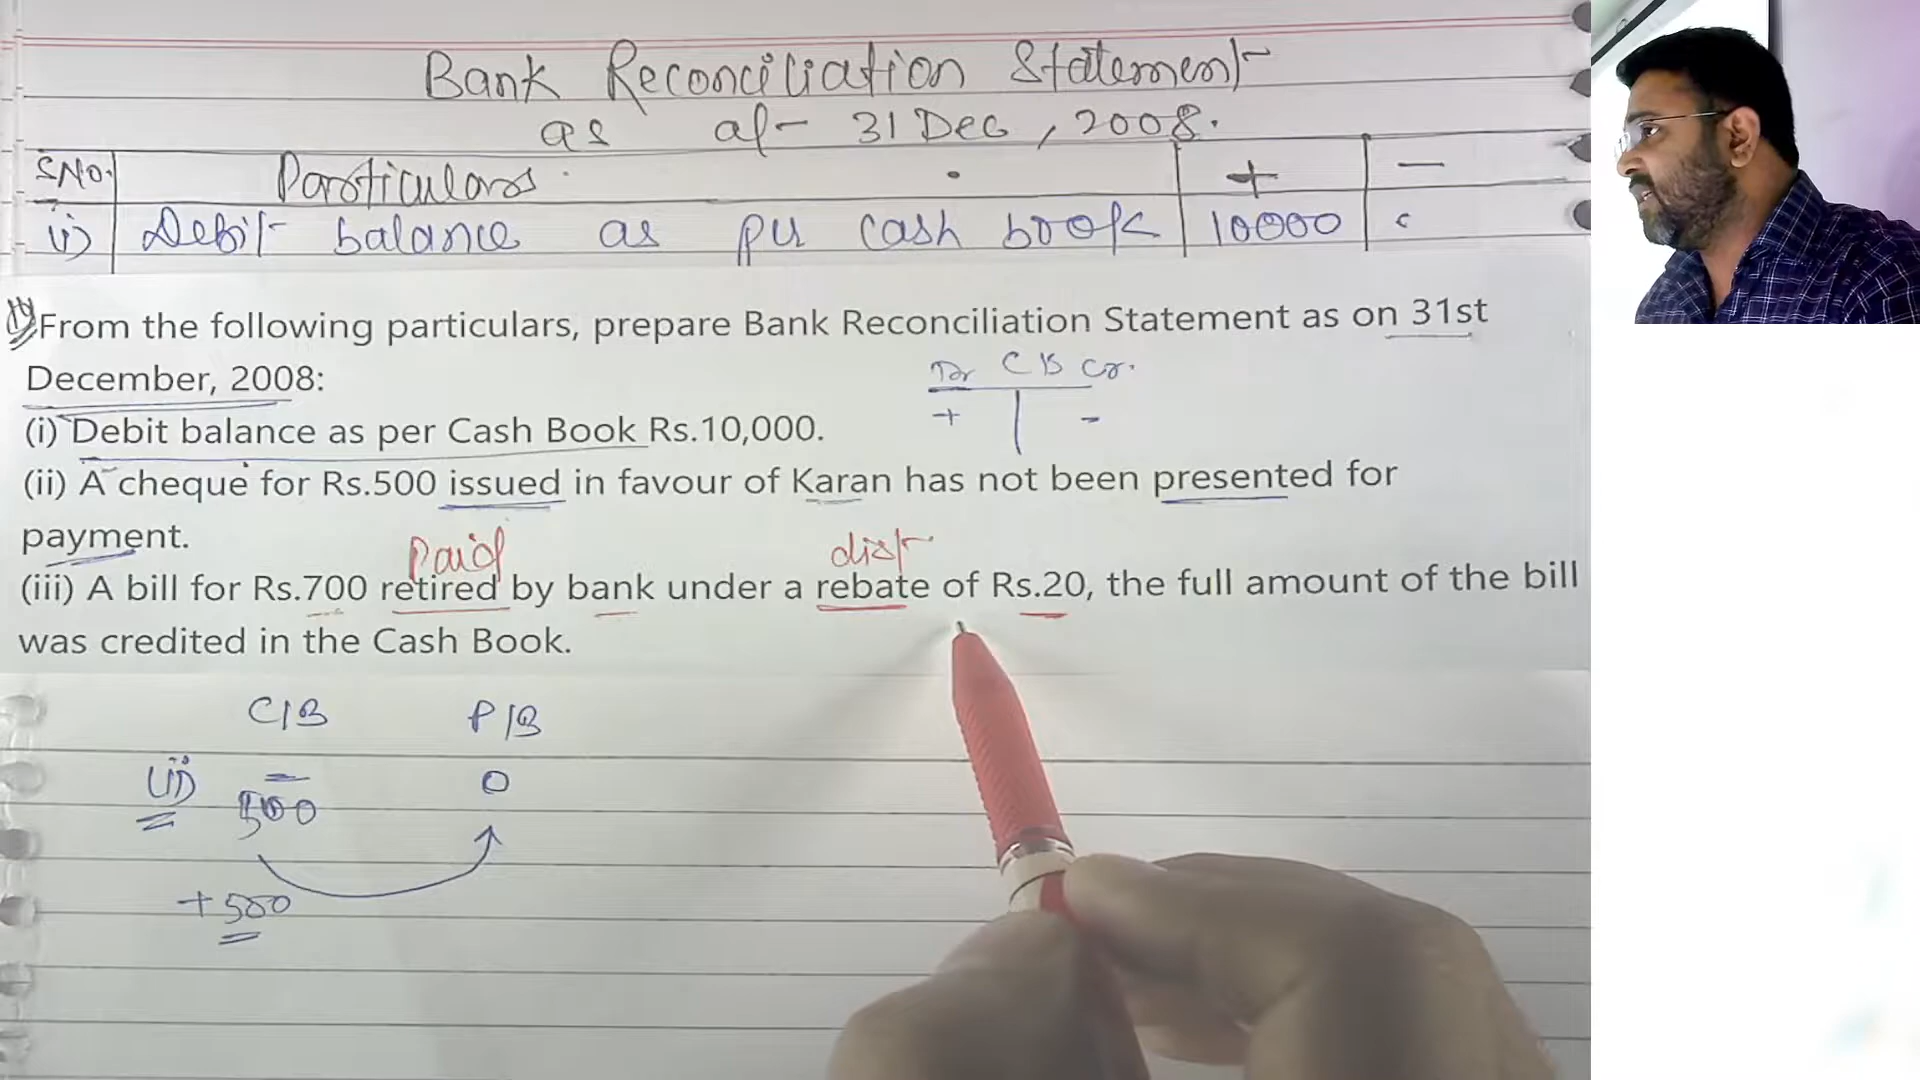 Bank Reconciliation Statement
as at 31 Dec, 2008.
S.No. Particulars. + -
(i) Debit balance as per cash book 10000
14) From the following particulars, prepare Bank Reconciliation Statement as on 31st
December, 2008:
Dr C B Cr.
+ -
(i) Debit balance as per Cash Book Rs.10,000.
(ii) A cheque for Rs.500 issued in favour of Karan has not been presented for
payment.
Paid dist
(iii) A bill for Rs.700 retired by bank under a rebate of Rs.20, the full amount of the bill
was credited in the Cash Book.
C/B P/B
(ii) - 0
500
+500